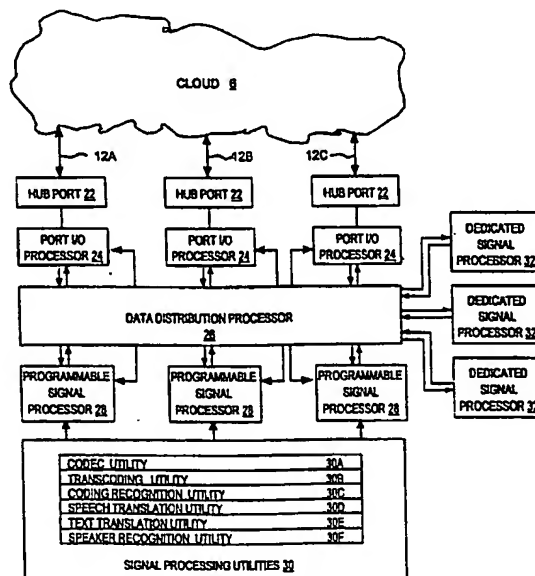 CLOUD 6
12A
12B
12C
HUB PORT 22
HUB PORT 22
HUB PORT 22
PORT I/O PROCESSOR 24
PORT I/O PROCESSOR 24
PORT I/O PROCESSOR 24
DEDICATED SIGNAL PROCESSOR 32
DEDICATED SIGNAL PROCESSOR 32
DEDICATED SIGNAL PROCESSOR 32
DATA DISTRIBUTION PROCESSOR
26
PROGRAMMABLE SIGNAL PROCESSOR 28
PROGRAMMABLE SIGNAL PROCESSOR 28
PROGRAMMABLE SIGNAL PROCESSOR 28
CODEC UTILITY 30A
TRANSCODING UTILITY 30B
CODING RECOGNITION UTILITY 30C
SPEECH TRANSLATION UTILITY 30D
TEXT TRANSLATION UTILITY 30E
SPEAKER RECOGNITION UTILITY 30F
SIGNAL PROCESSING UTILITIES 30